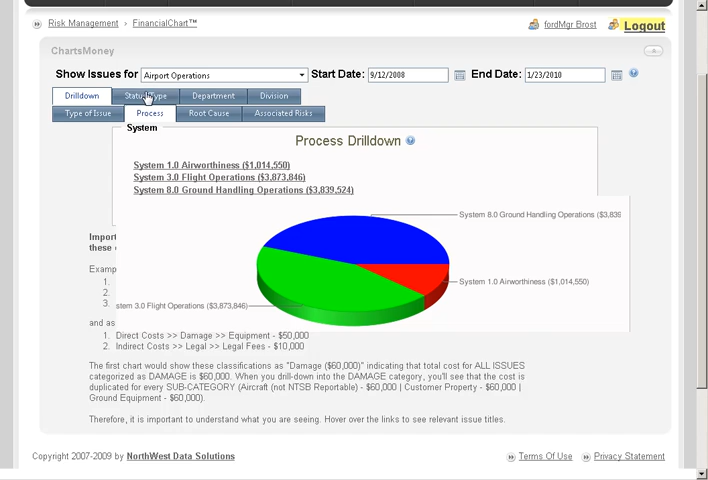 Risk Management › FinancialChart™
fordMgr Brost
Logout
ChartsMoney
Show Issues for Airport Operations Start Date: 9/12/2008 End Date: 1/23/2010
Drilldown Status/Type Department Division
Type of Issue Process Root Cause Associated Risks
System
Process Drilldown
System 1.0 Airworthiness ($1,014,550)
System 3.0 Flight Operations ($3,873,846)
System 8.0 Ground Handling Operations ($3,839,524)
System 8.0 Ground Handling Operations ($3,839
System 1.0 Airworthiness ($1,014,550)
stem 3.0 Flight Operations ($3,873,846)
Import
these
Examp
1.
2.
3.
and as
1. Direct Costs >> Damage >> Equipment - $50,000
2. Indirect Costs >> Legal >> Legal Fees - $10,000
The first chart would show these classifications as "Damage ($60,000)" indicating that total cost for ALL ISSUES
categorized as DAMAGE is $60,000. When you drill-down into the DAMAGE category, you'll see that the cost is
duplicated for every SUB-CATEGORY (Aircraft (not NTSB Reportable) - $60,000 | Customer Property - $60,000 |
Ground Equipment - $60,000).
Therefore, it is important to understand what you are seeing. Hover over the links to see relevant issue titles.
Copyright 2007-2009 by NorthWest Data Solutions
Terms Of Use
Privacy Statement